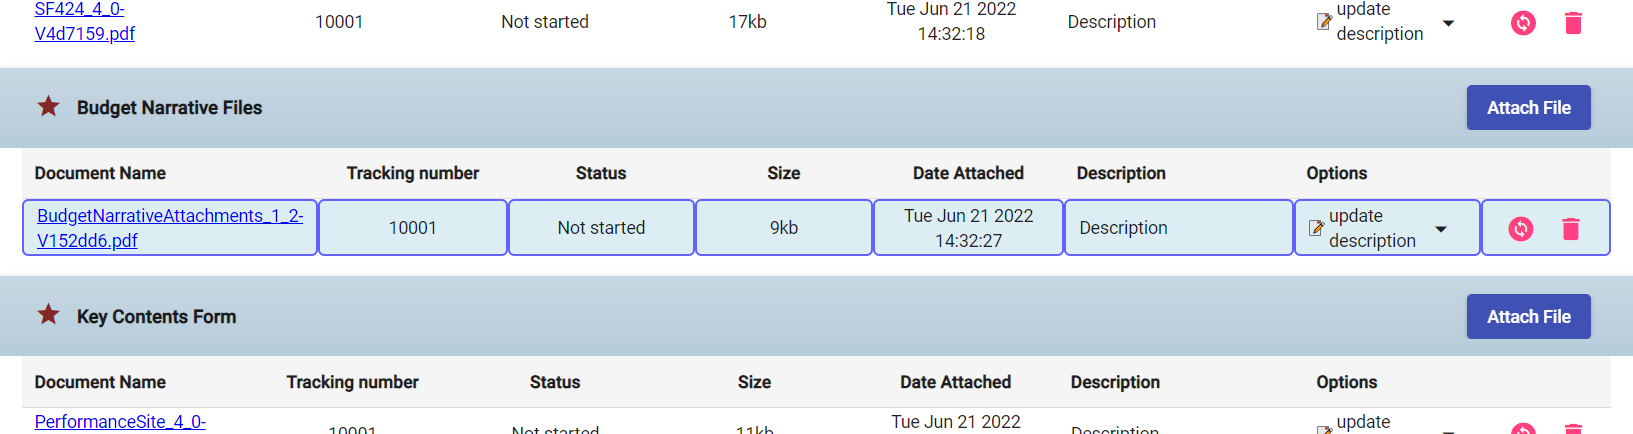 SF424_4_0-
V4d7159.pdf
10001
Not started
17kb
Tue Jun 21 2022
14:32:18
Description
update
description
Budget Narrative Files
Attach File
Document Name
Tracking number
Status
Size
Date Attached
Description
Options
BudgetNarrativeAttachments_1_2-
V152dd6.pdf
10001
Not started
9kb
Tue Jun 21 2022
14:32:27
Description
update
description
Key Contents Form
Attach File
Document Name
Tracking number
Status
Size
Date Attached
Description
Options
PerformanceSite_4_0-
10001
Not started
11kb
Tue Jun 21 2022
Description
update